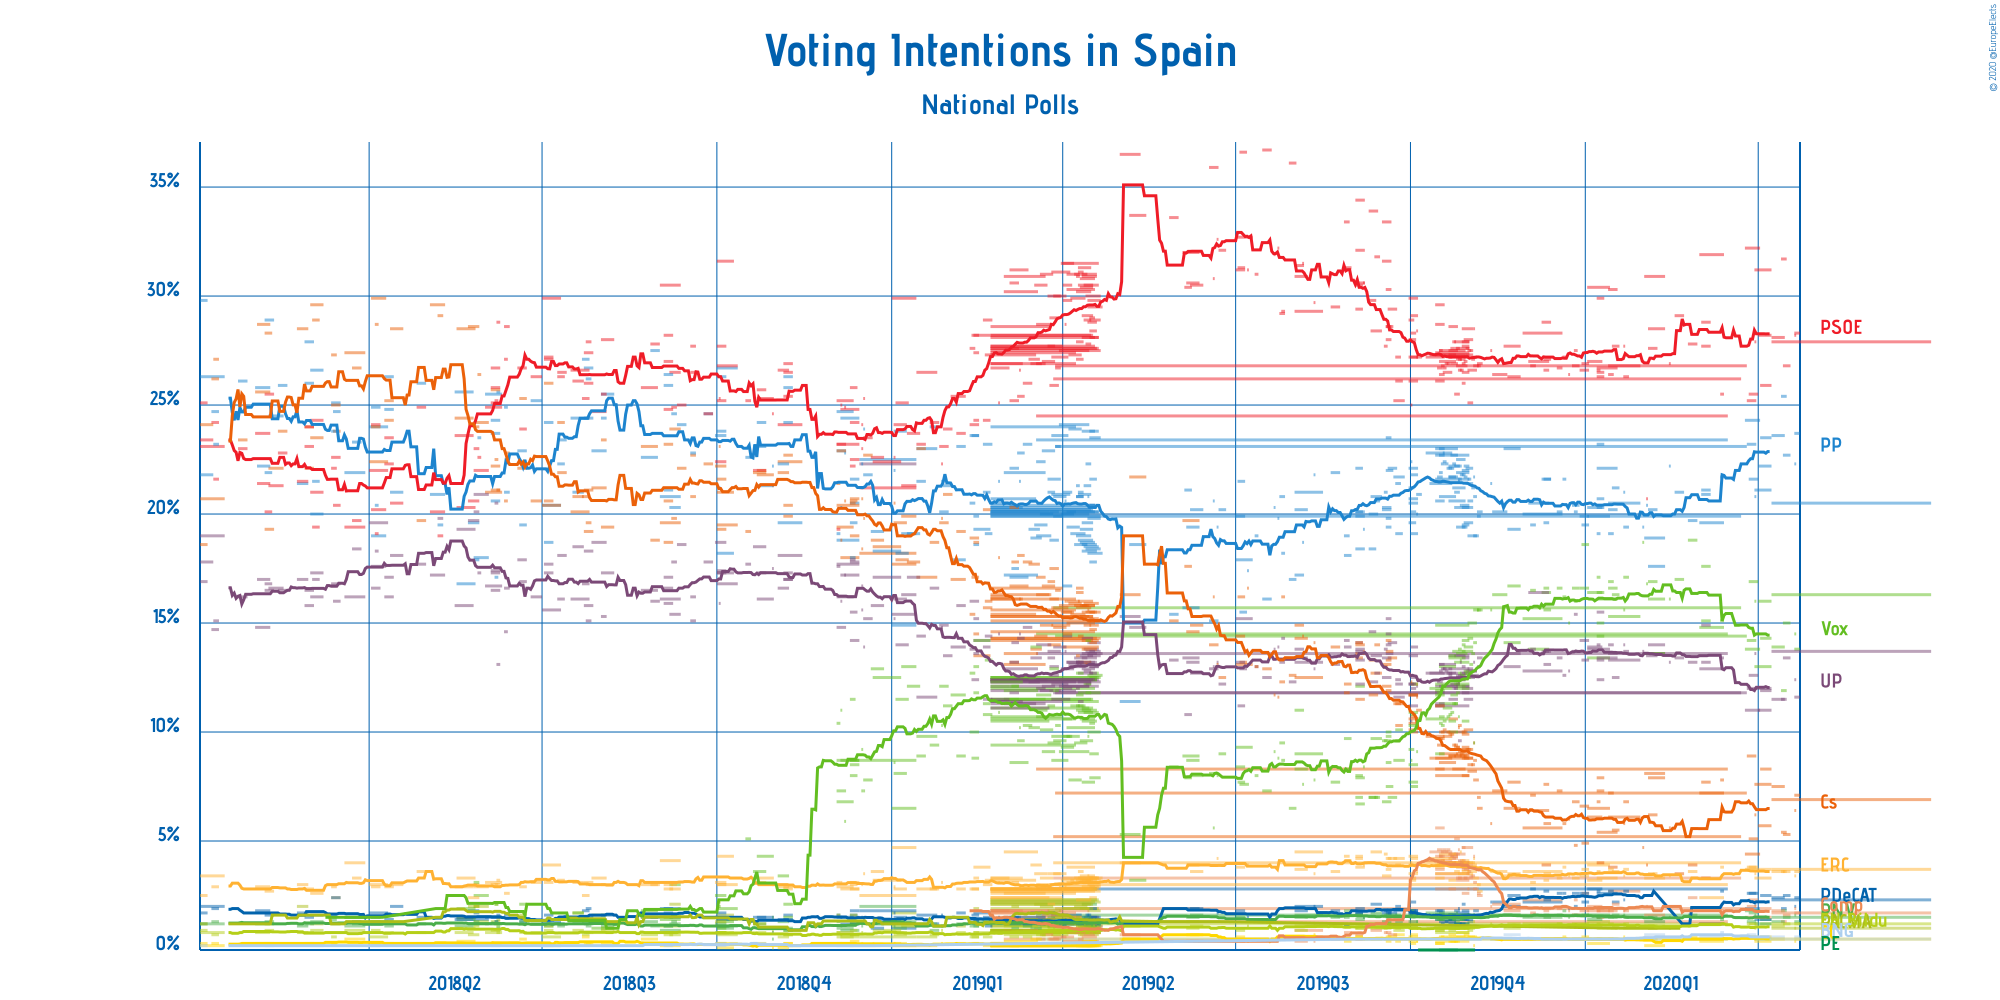 © 2020 @EuropeElects
Voting Intentions in Spain
National Polls
35%
30%
25%
20%
15%
10%
5%
0%
PSOE
PP
Vox
UP
Cs
ERC
PDeCAT
PE
2018Q2
2018Q3
2018Q4
2019Q1
2019Q2
2019Q3
2019Q4
2020Q1